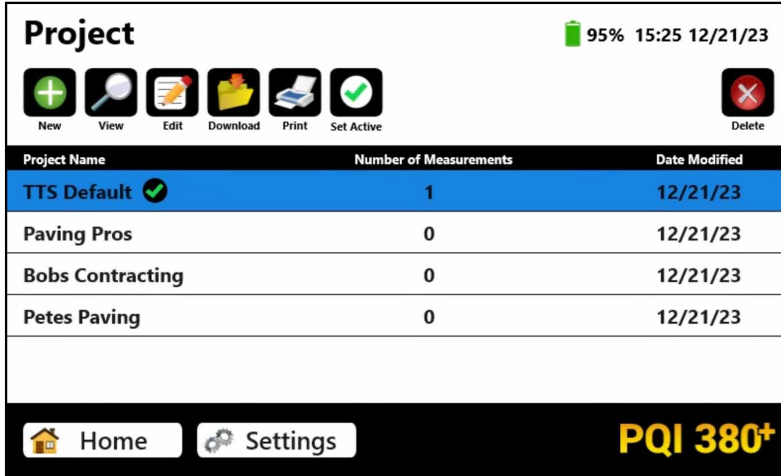 Project
95% 15:25 12/21/23
New View Edit Download Print Set Active Delete
Project Name Number of Measurements Date Modified
TTS Default 1 12/21/23
Paving Pros 0 12/21/23
Bobs Contracting 0 12/21/23
Petes Paving 0 12/21/23
Home Settings PQI 380+